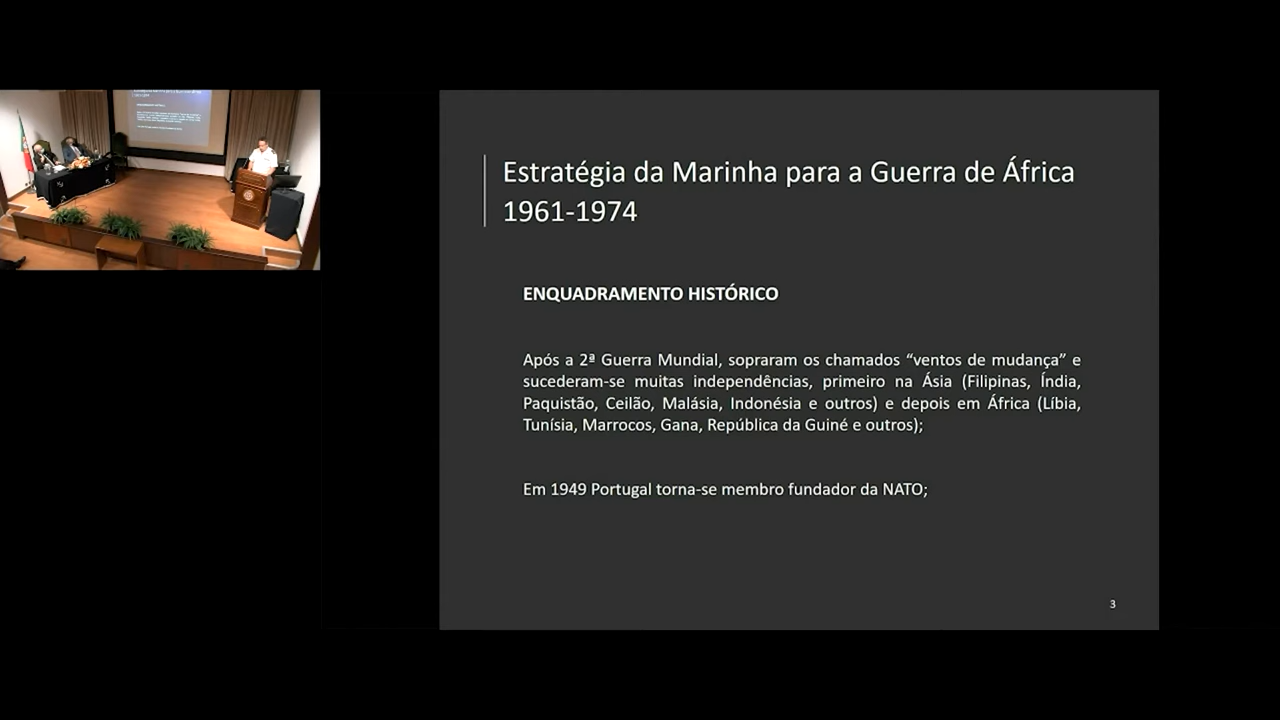 Estratégia da Marinha para a Guerra de África
1961-1974
ENQUADRAMENTO HISTÓRICO
Após a 2ª Guerra Mundial, sopraram os chamados “ventos de mudança” e
sucederam-se muitas independências, primeiro na Ásia (Filipinas, Índia,
Paquistão, Ceilão, Malásia, Indonésia e outros) e depois em África (Líbia,
Tunísia, Marrocos, Gana, República da Guiné e outros);
Em 1949 Portugal torna-se membro fundador da NATO;
3